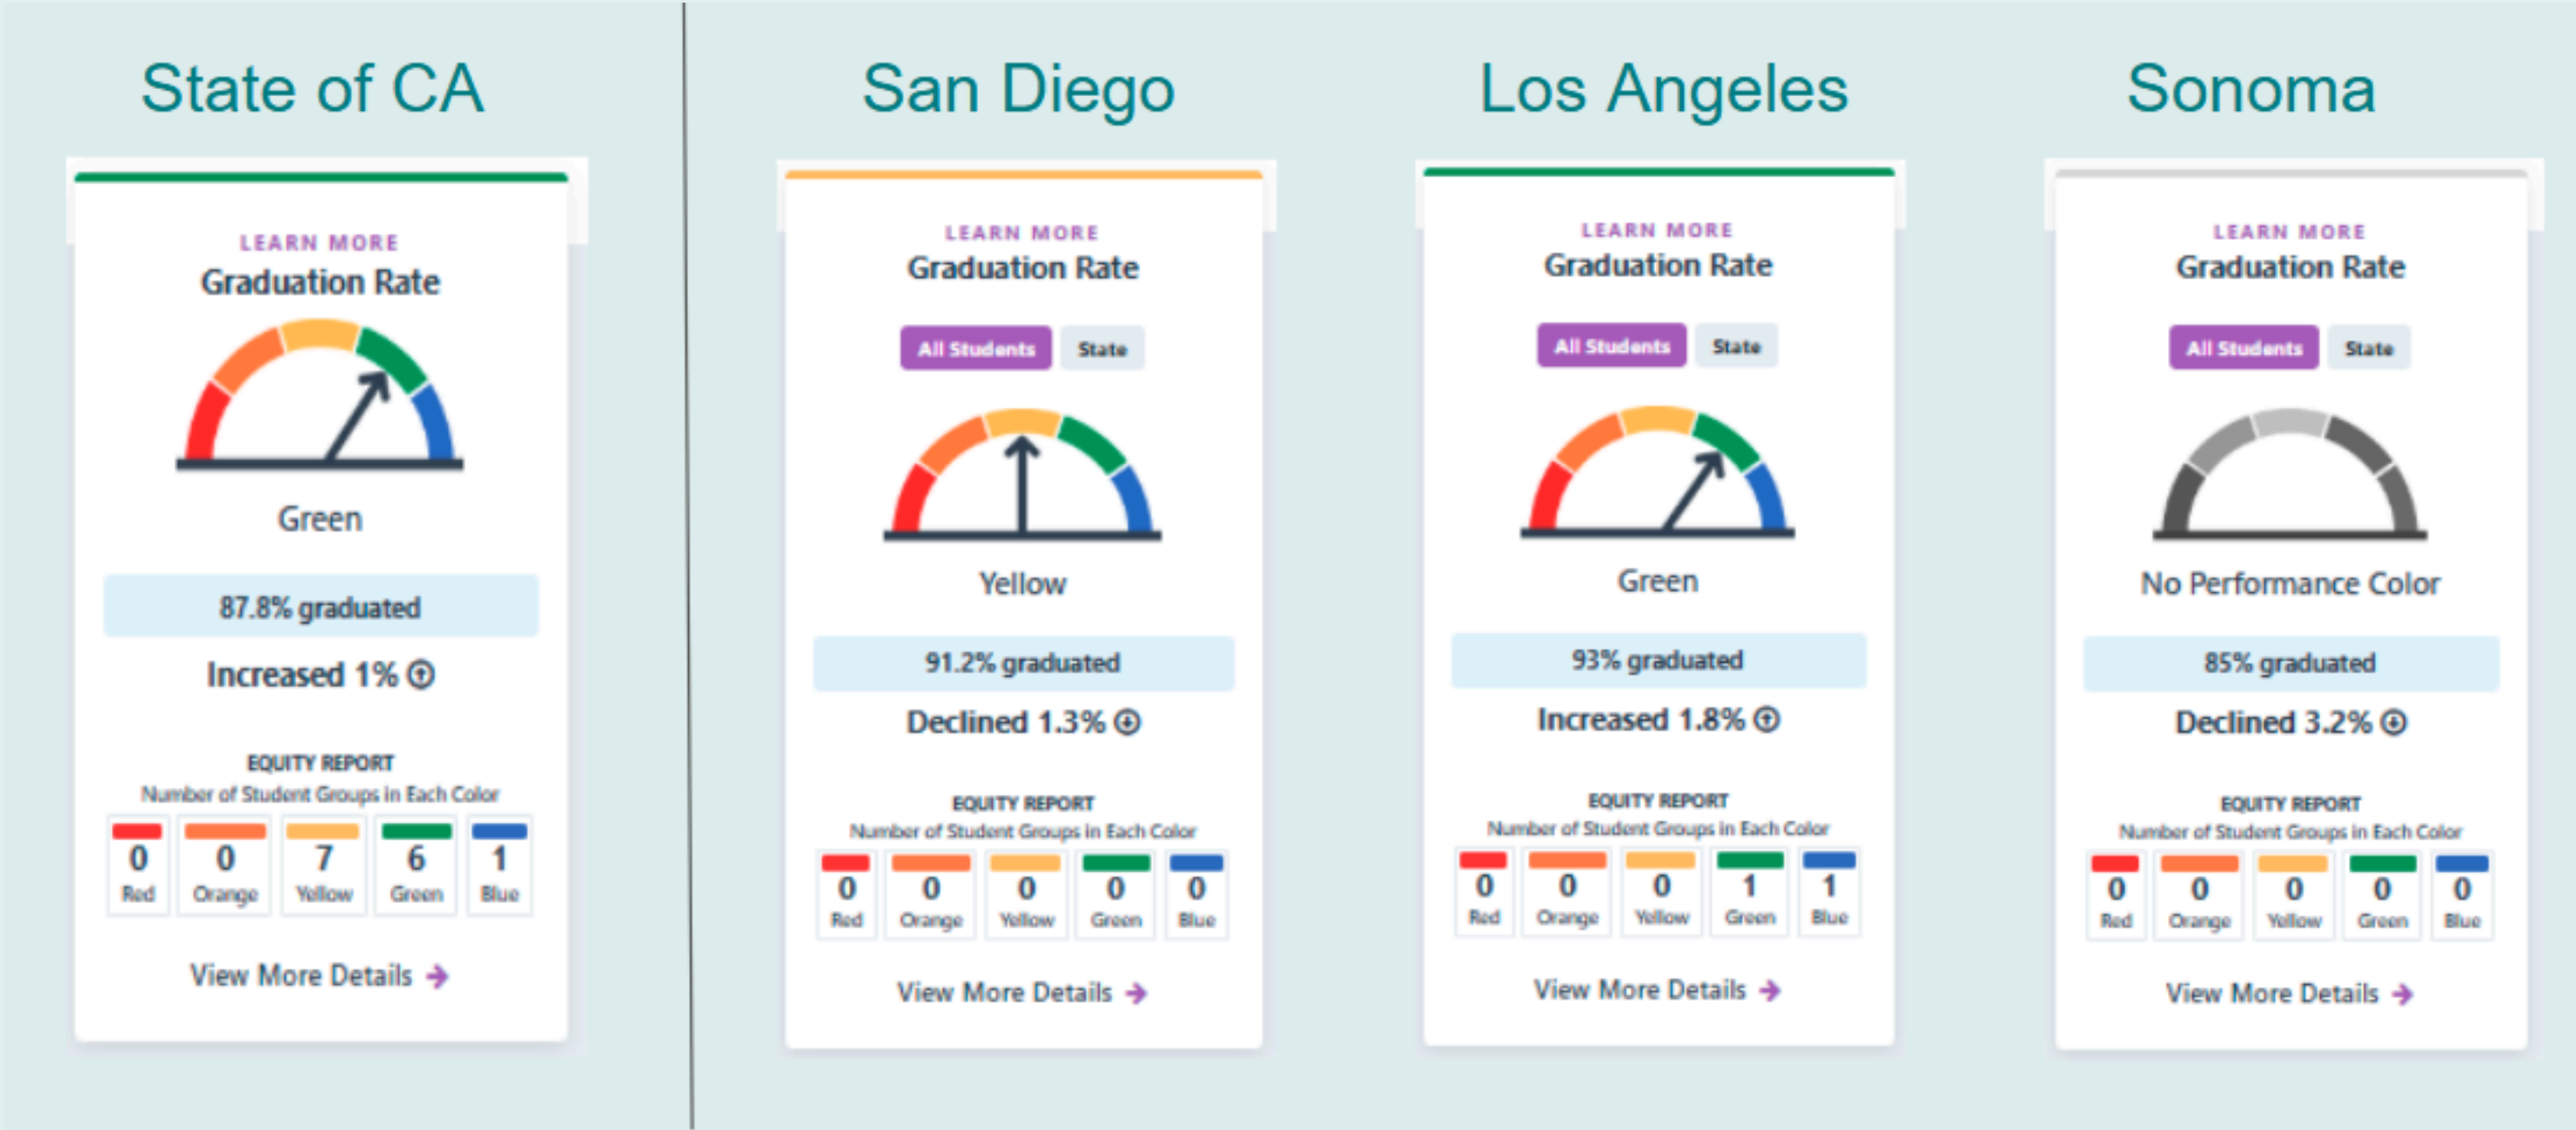 State of CA
LEARN MORE
Graduation Rate
Green
87.8% graduated
Increased 1%
EQUITY REPORT
Number of Student Groups in Each Color
0 0 7 6 1
Red Orange Yellow Green Blue
View More Details
San Diego
LEARN MORE
Graduation Rate
All Students State
Yellow
91.2% graduated
Declined 1.3%
EQUITY REPORT
Number of Student Groups in Each Color
0 0 0 0 0
Red Orange Yellow Green Blue
View More Details
Los Angeles
LEARN MORE
Graduation Rate
All Students State
Green
93% graduated
Increased 1.8%
EQUITY REPORT
Number of Student Groups in Each Color
0 0 0 1 1
Red Orange Yellow Green Blue
View More Details
Sonoma
LEARN MORE
Graduation Rate
All Students State
No Performance Color
85% graduated
Declined 3.2%
EQUITY REPORT
Number of Student Groups in Each Color
0 0 0 0 0
Red Orange Yellow Green Blue
View More Details